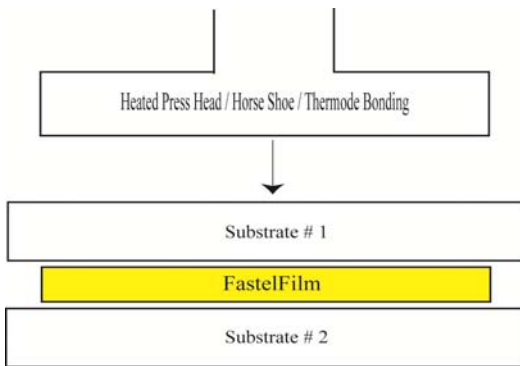 Heated Press Head / Horse Shoe / Thermode Bonding
Substrate # 1
FastelFilm
Substrate # 2